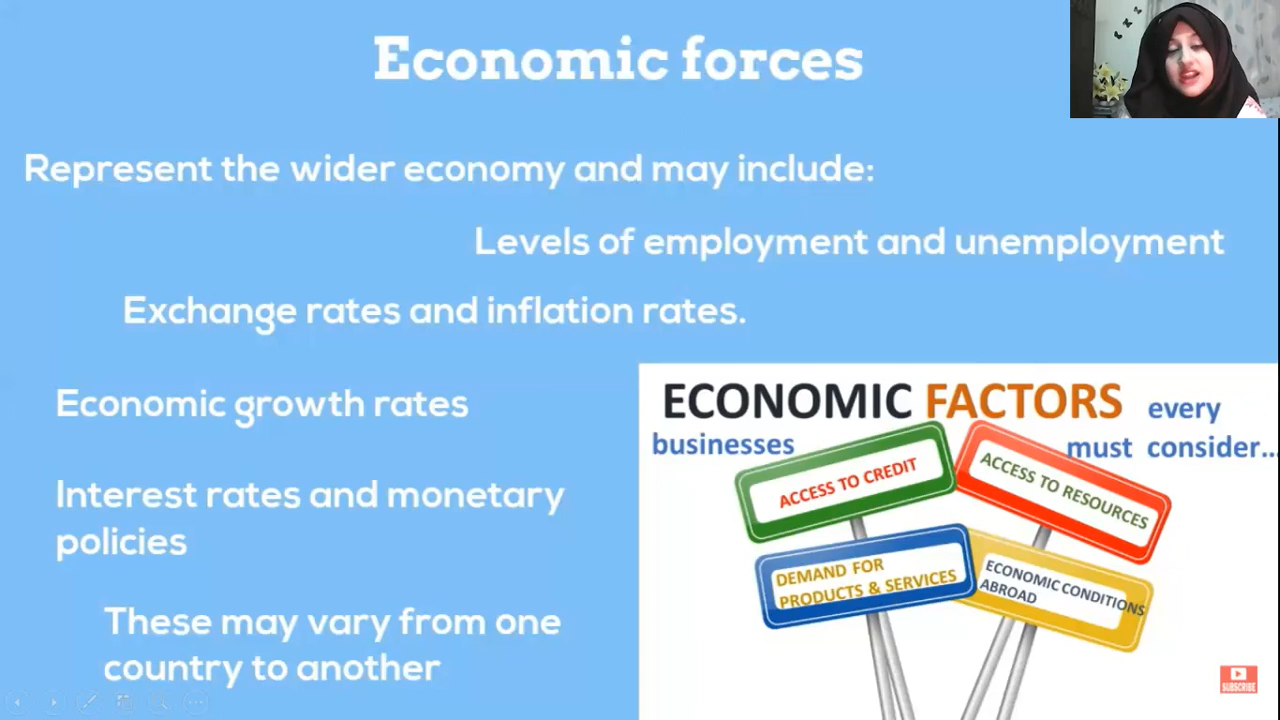 Economic forces
Represent the wider economy and may include:
Levels of employment and unemployment
Exchange rates and inflation rates.
Economic growth rates
Interest rates and monetary
policies
These may vary from one
country to another
ECONOMIC FACTORS every
businesses must consider...
ACCESS TO CREDIT
ACCESS TO RESOURCES
DEMAND FOR
PRODUCTS & SERVICES
ECONOMIC CONDITIONS
ABROAD
SUBSCRIBE